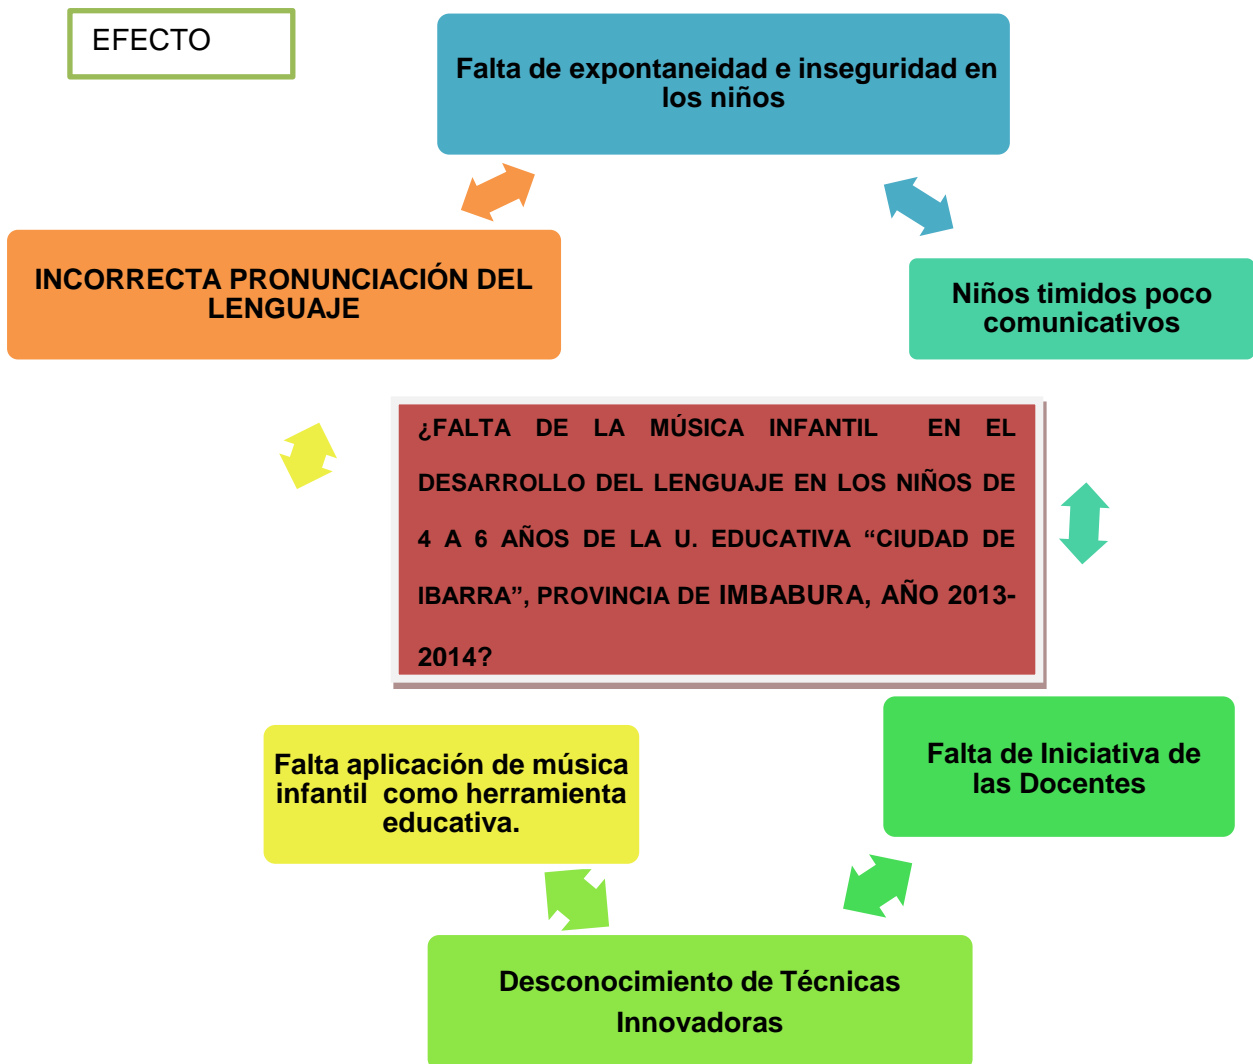 EFECTO
Falta de expontaneidad e inseguridad en
los niños
INCORRECTA PRONUNCIACIÓN DEL
LENGUAJE
Niños timidos poco
comunicativos
¿FALTA DE LA MÚSICA INFANTIL EN EL
DESARROLLO DEL LENGUAJE EN LOS NIÑOS DE
4 A 6 AÑOS DE LA U. EDUCATIVA “CIUDAD DE
IBARRA”, PROVINCIA DE IMBABURA, AÑO 2013-
2014?
Falta aplicación de música
infantil como herramienta
educativa.
Falta de Iniciativa de
las Docentes
Desconocimiento de Técnicas
Innovadoras